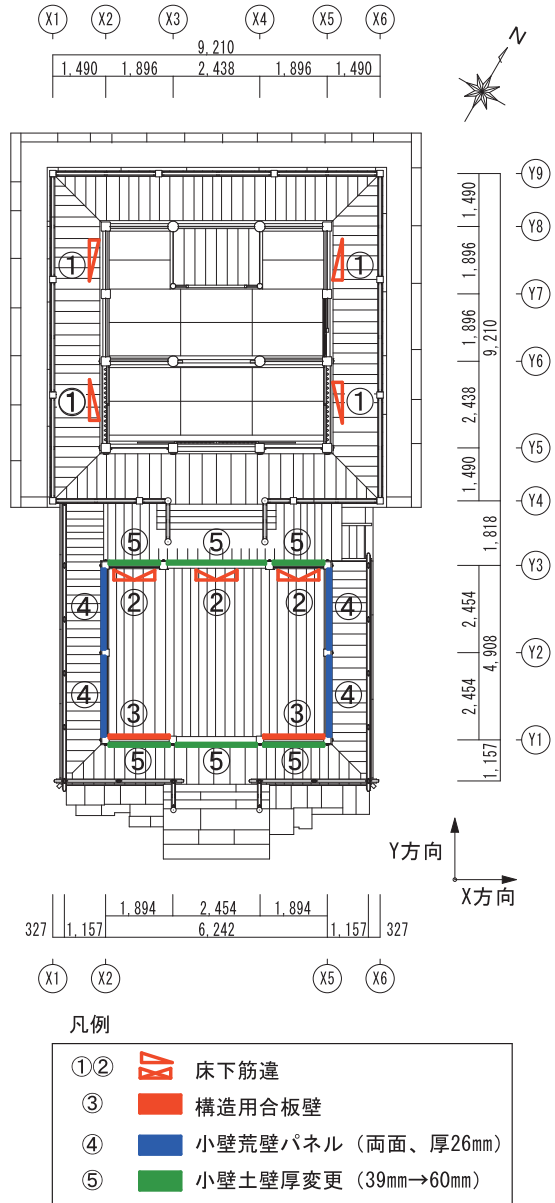 X1 X2 X3 X4 X5 X6
9,210
1,490 1,896 2,438 1,896 1,490
N
Y9
1,490
Y8
1,896
① ①
Y7
1,896
9,210
Y6
① ①
2,438
Y5
1,490
Y4
1,818
⑤ ⑤ ⑤
Y3
② ② ②
④ ④
2,454
Y2
4,908
④ ④
2,454
③ ③
Y1
⑤ ⑤ ⑤
1,157
Y方向
X方向
1,894 2,454 1,894
327 1,157 6,242 1,157 327
X1 X2 X5 X6
凡例
①② 床下筋違
③ 構造用合板壁
④ 小壁荒壁パネル（両面、厚26mm）
⑤ 小壁土壁厚変更（39mm→60mm）